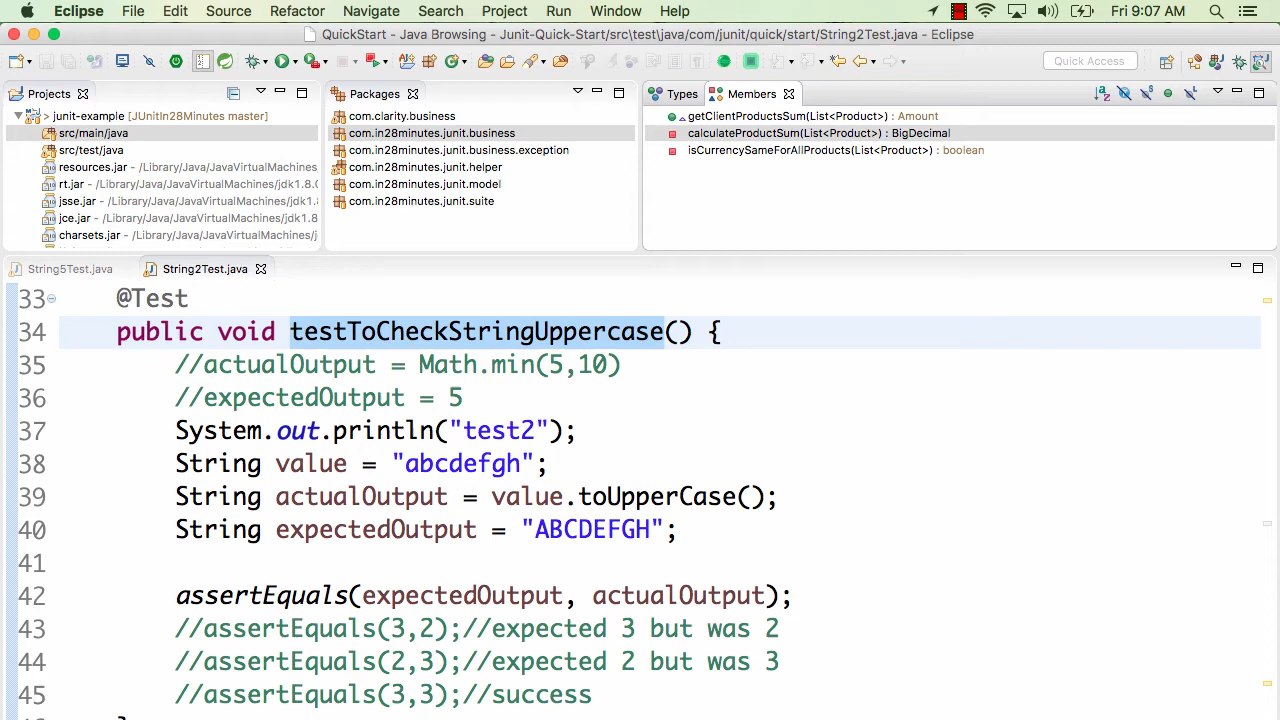 Eclipse File Edit Source Refactor Navigate Search Project Run Window Help Fri 9:07 AM
QuickStart - Java Browsing - Junit-Quick-Start/src/test/java/com/junit/quick/start/String2Test.java - Eclipse
Quick Access
Projects
> junit-example [JUnitIn28Minutes master]
src/main/java
src/test/java
resources.jar - /Library/Java/JavaVirtualMachines/
rt.jar - /Library/Java/JavaVirtualMachines/jdk1.8.0
jsse.jar - /Library/Java/JavaVirtualMachines/jdk1.8
jce.jar - /Library/Java/JavaVirtualMachines/jdk1.8
charsets.jar - /Library/Java/JavaVirtualMachines/j
Packages
com.clarity.business
com.in28minutes.junit.business
com.in28minutes.junit.business.exception
com.in28minutes.junit.helper
com.in28minutes.junit.model
com.in28minutes.junit.suite
Types Members
getClientProductsSum(List<Product>) : Amount
calculateProductSum(List<Product>) : BigDecimal
isCurrencySameForAllProducts(List<Product>) : boolean
String5Test.java String2Test.java
33 @Test
34 public void testToCheckStringUppercase() {
35 //actualOutput = Math.min(5,10)
36 //expectedOutput = 5
37 System.out.println("test2");
38 String value = "abcdefgh";
39 String actualOutput = value.toUpperCase();
40 String expectedOutput = "ABCDEFGH";
41
42 assertEquals(expectedOutput, actualOutput);
43 //assertEquals(3,2);//expected 3 but was 2
44 //assertEquals(2,3);//expected 2 but was 3
45 //assertEquals(3,3);//success